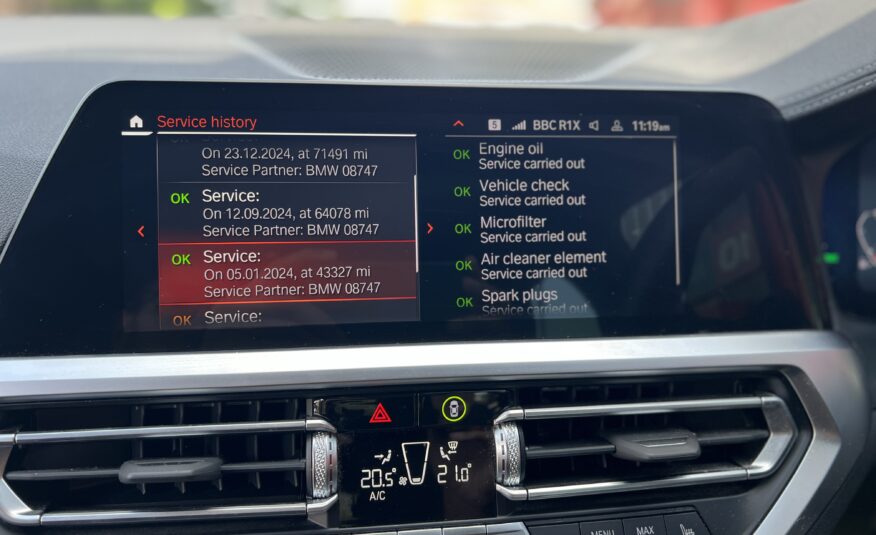 Service history
5 BBC R1X 11:19am
On 23.12.2024, at 71491 mi
Service Partner: BMW 08747
OK Service:
On 12.09.2024, at 64078 mi
Service Partner: BMW 08747
OK Service:
On 05.01.2024, at 43327 mi
Service Partner: BMW 08747
OK Service:
OK Engine oil
Service carried out
OK Vehicle check
Service carried out
OK Microfilter
Service carried out
OK Air cleaner element
Service carried out
OK Spark plugs
Service carried out
20.5° 21.0°
A/C
MENU MAX